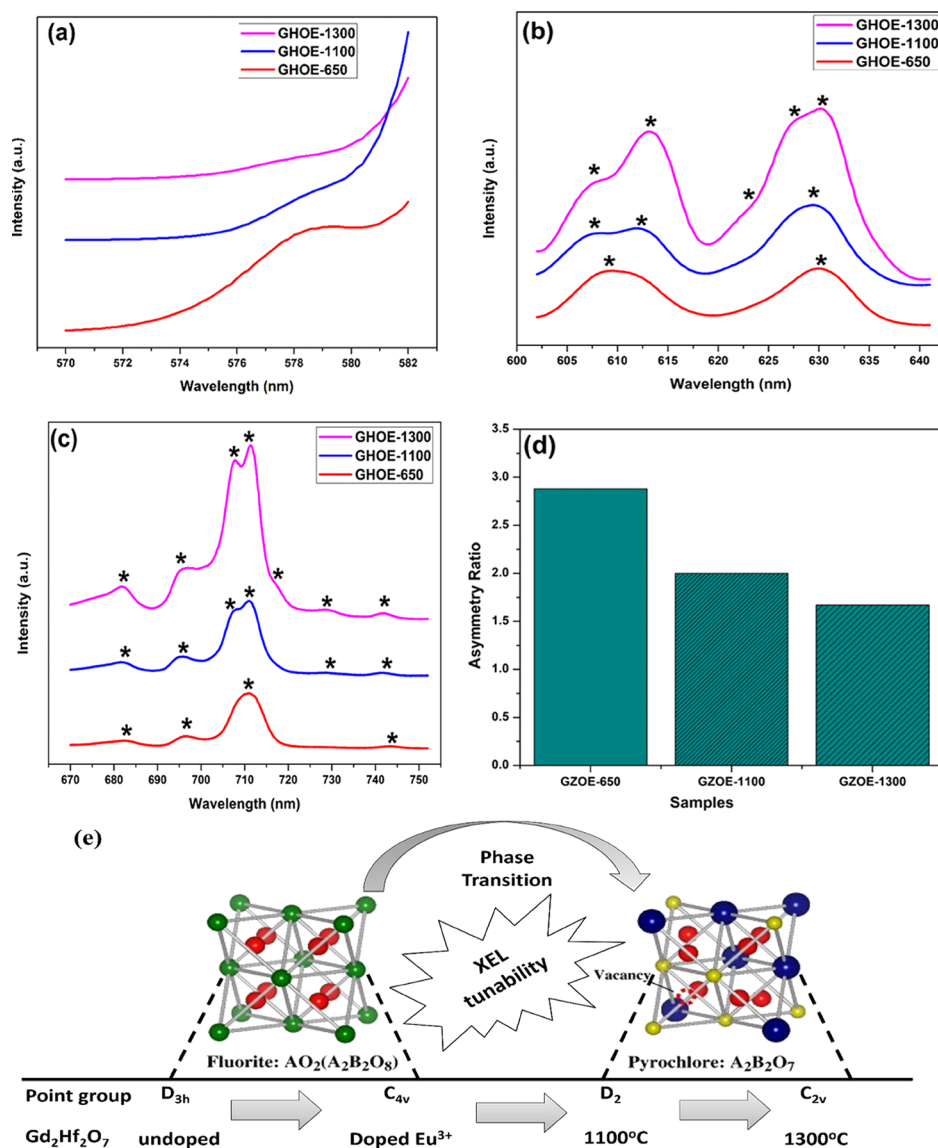 (a)
GHOE-1300
GHOE-1100
GHOE-650
Intensity (a.u.)
570 572 574 576 578 580 582
Wavelength (nm)
(b)
GHOE-1300
GHOE-1100
GHOE-650
Intensity (a.u.)
* * * * *
* * *
* *
600 605 610 615 620 625 630 635 640
Wavelength (nm)
(c)
GHOE-1300
GHOE-1100
GHOE-650
Intensity (a.u.)
* * * * * * *
* * * * * *
* * * *
670 680 690 700 710 720 730 740 750
Wavelength (nm)
(d)
Asymmetry Ratio
3.5
3.0
2.5
2.0
1.5
1.0
0.5
0.0
GZOE-650 GZOE-1100 GZOE-1300
Samples
(e)
Phase
Transition
XEL
tunability
Vacancy
Fluorite: AO₂(A₂B₂O₈)
Pyrochlore: A₂B₂O₇
Point group D₃ₕ C₄ᵥ D₂ C₂ᵥ
Gd₂Hf₂O₇ undoped Doped Eu³⁺ 1100°C 1300°C